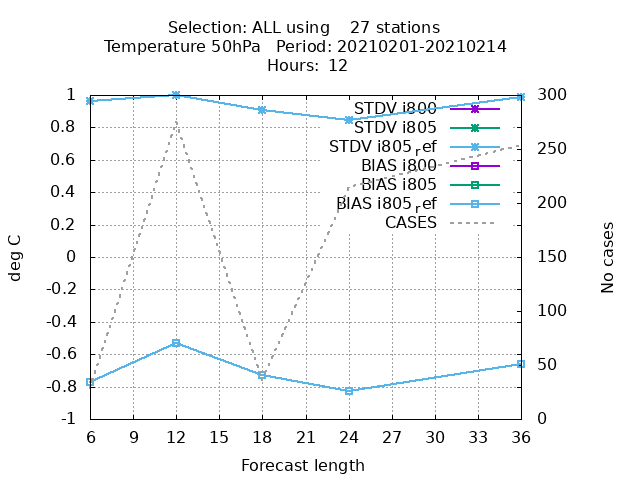 Selection: ALL using    27 stations
Temperature 50hPa   Period: 20210201-20210214
Hours:  12
STDV i800
STDV i805
STDV i805ref
BIAS i800
BIAS i805
BIAS i805ref
CASES
1
0.8
0.6
0.4
0.2
0
-0.2
-0.4
-0.6
-0.8
-1
deg C
300
250
200
150
100
50
0
No cases
6 9 12 15 18 21 24 27 30 33 36
Forecast length